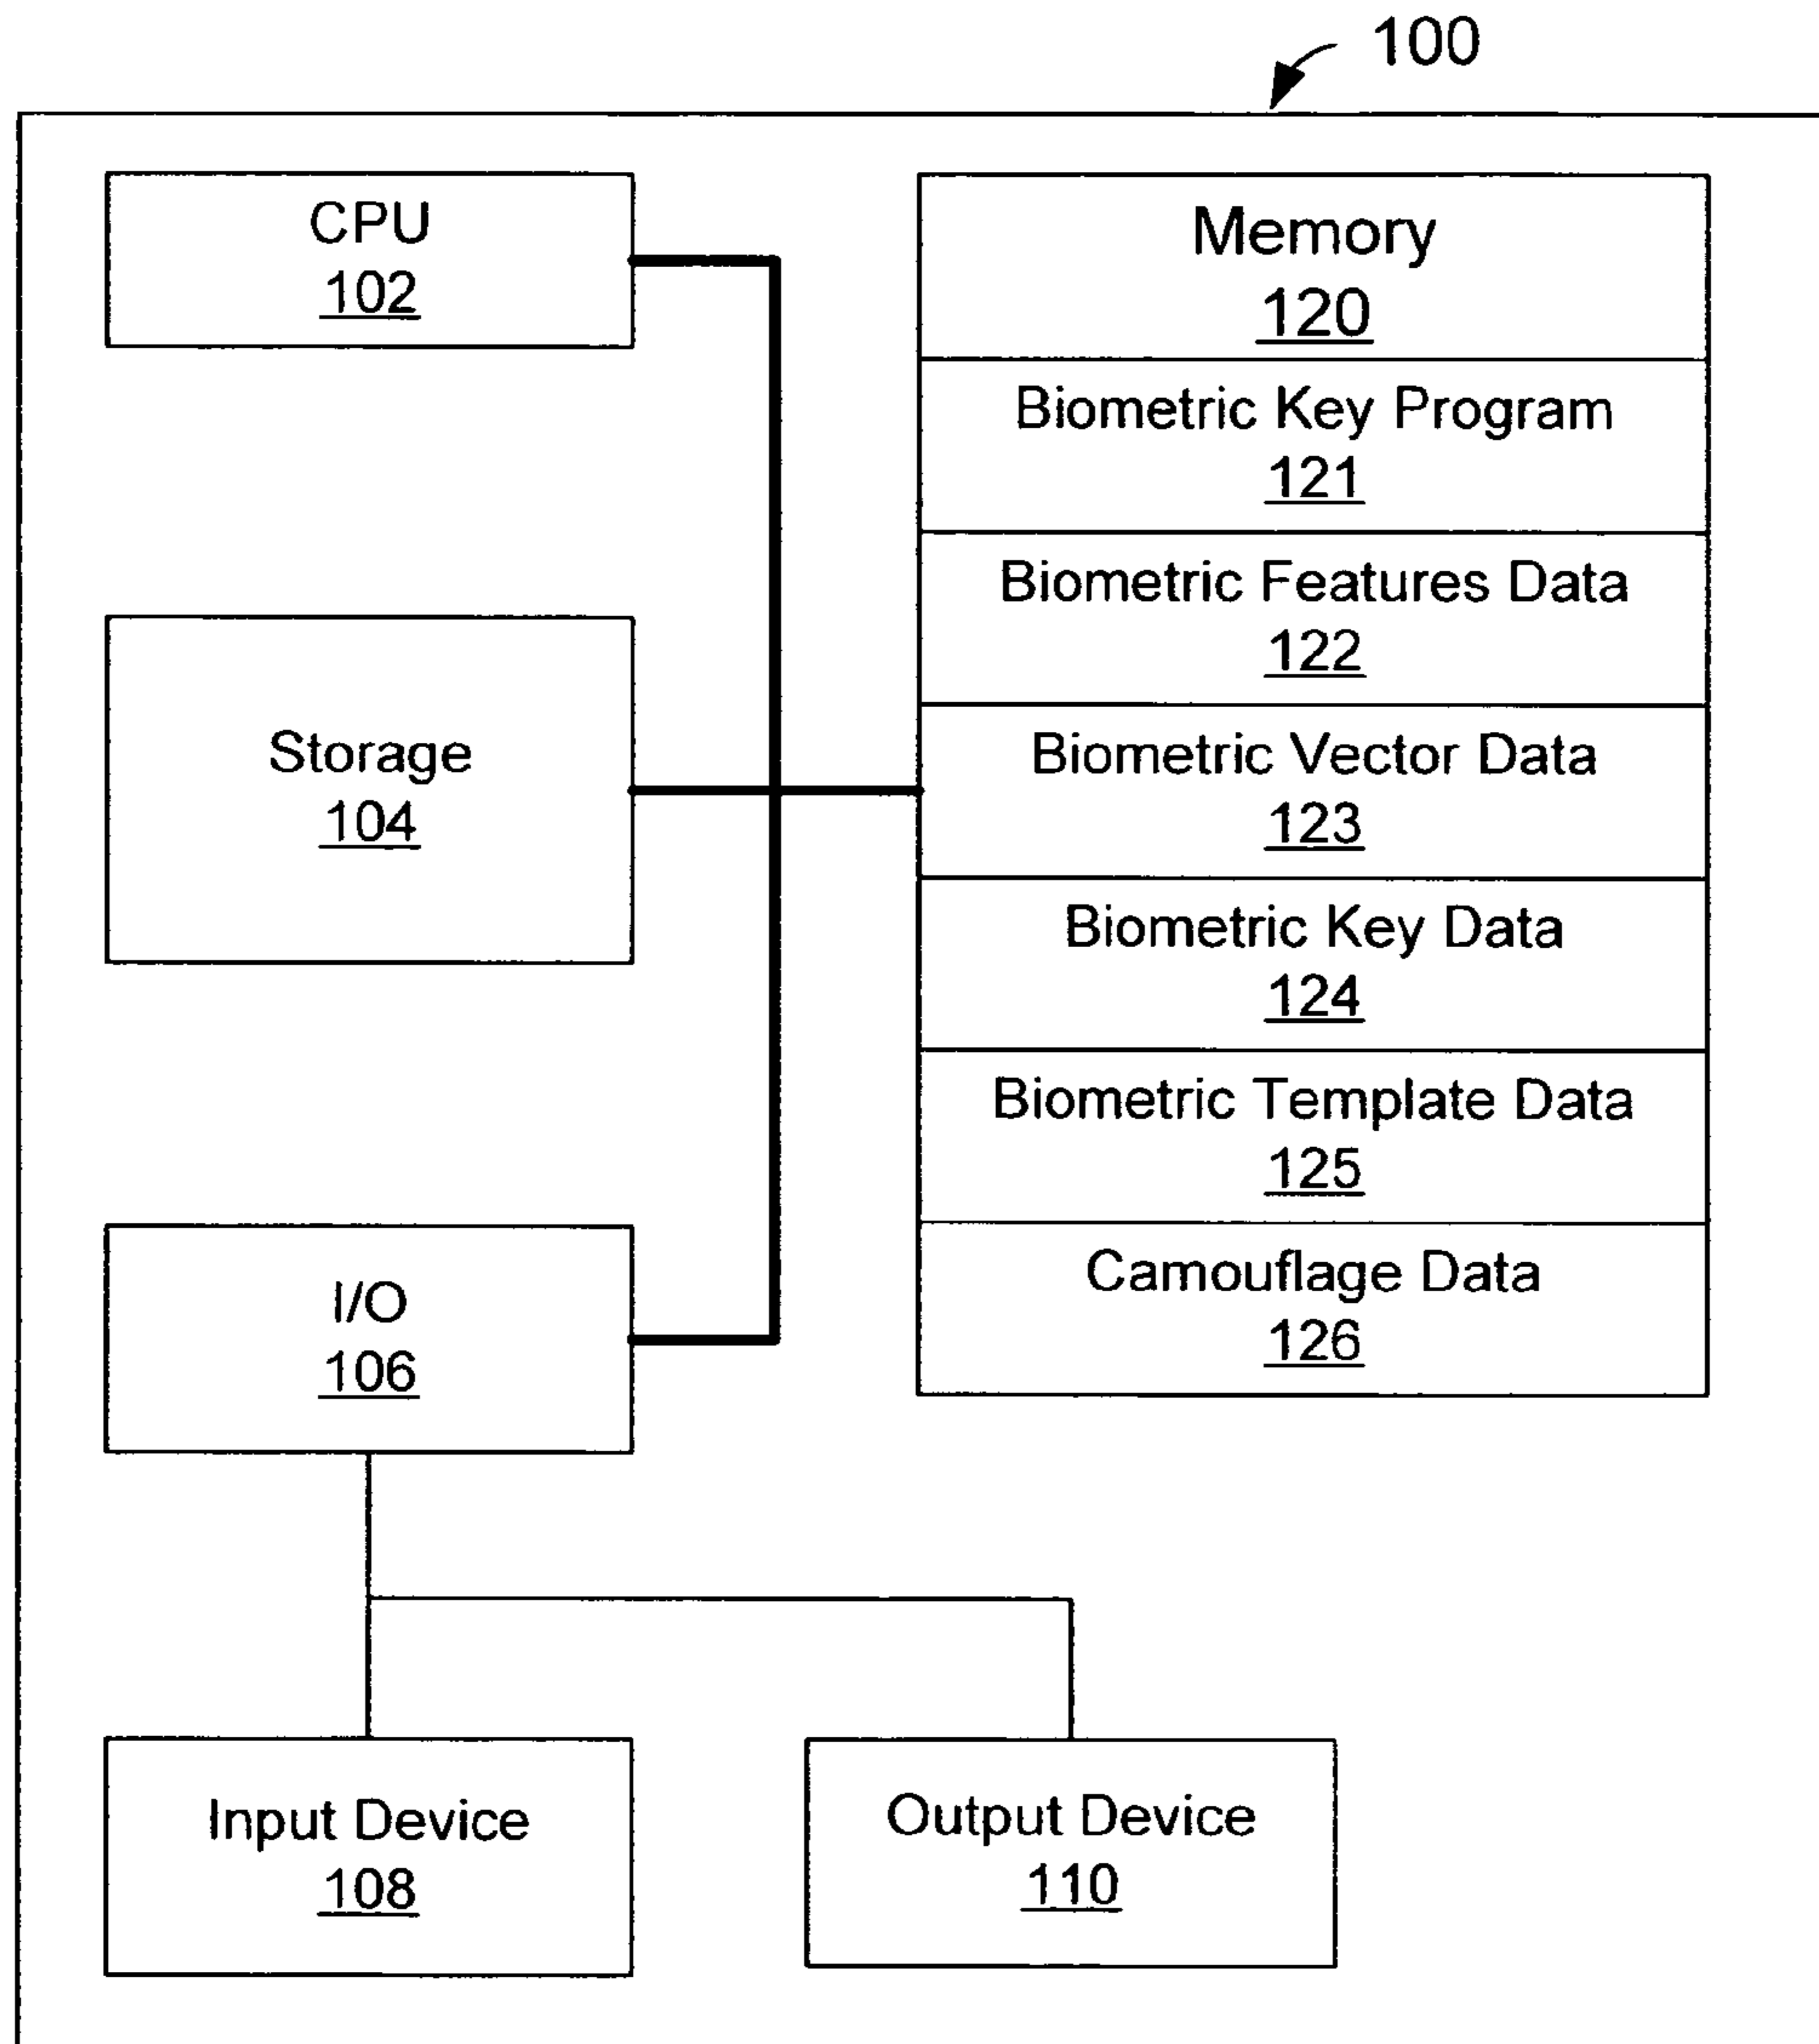 100
CPU
102
Memory
120
Biometric Key Program
121
Biometric Features Data
122
Storage
104
Biometric Vector Data
123
Biometric Key Data
124
Biometric Template Data
125
I/O
106
Camouflage Data
126
Input Device
108
Output Device
110